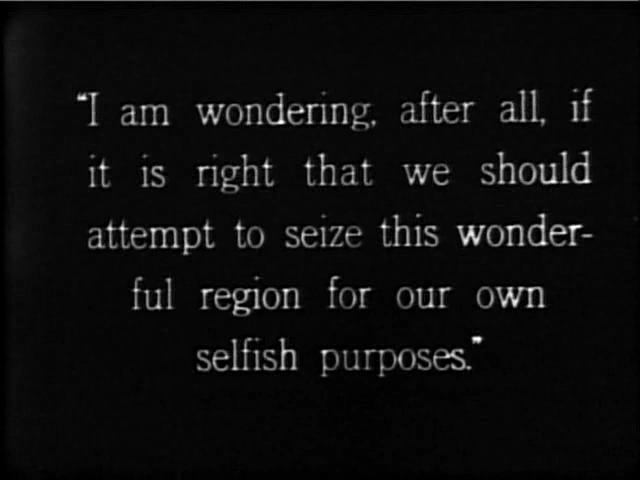 "I am wondering, after all, if
it is right that we should
attempt to seize this wonder-
ful region for our own
selfish purposes."